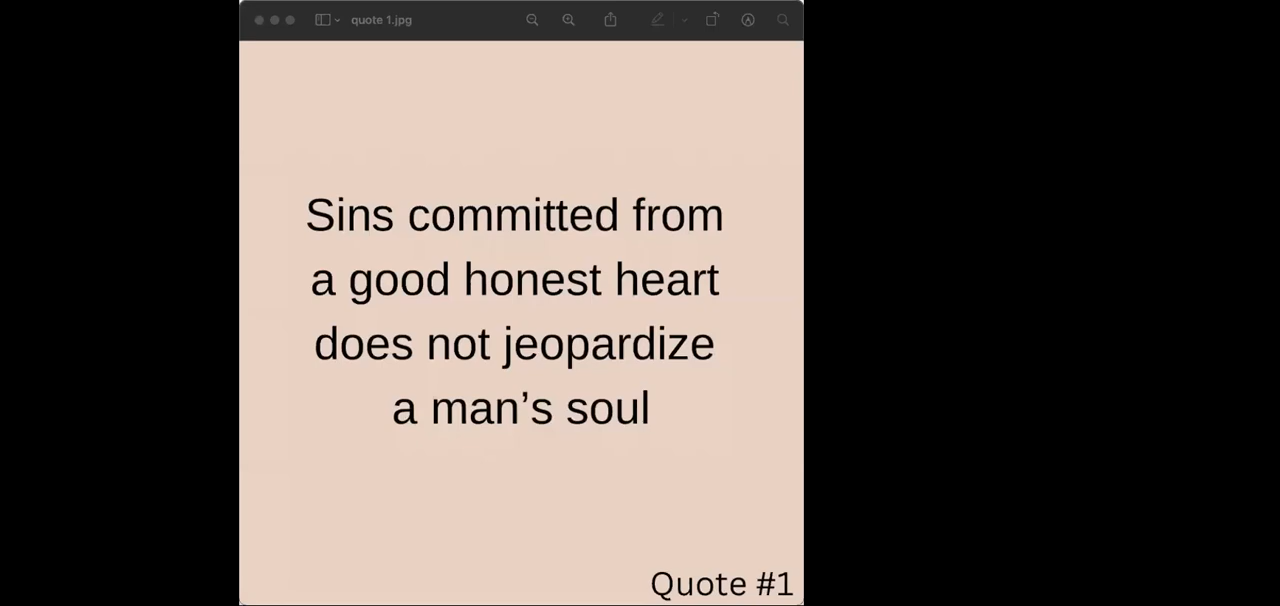 quote 1.jpg
Sins committed from
a good honest heart
does not jeopardize
a man’s soul
Quote #1